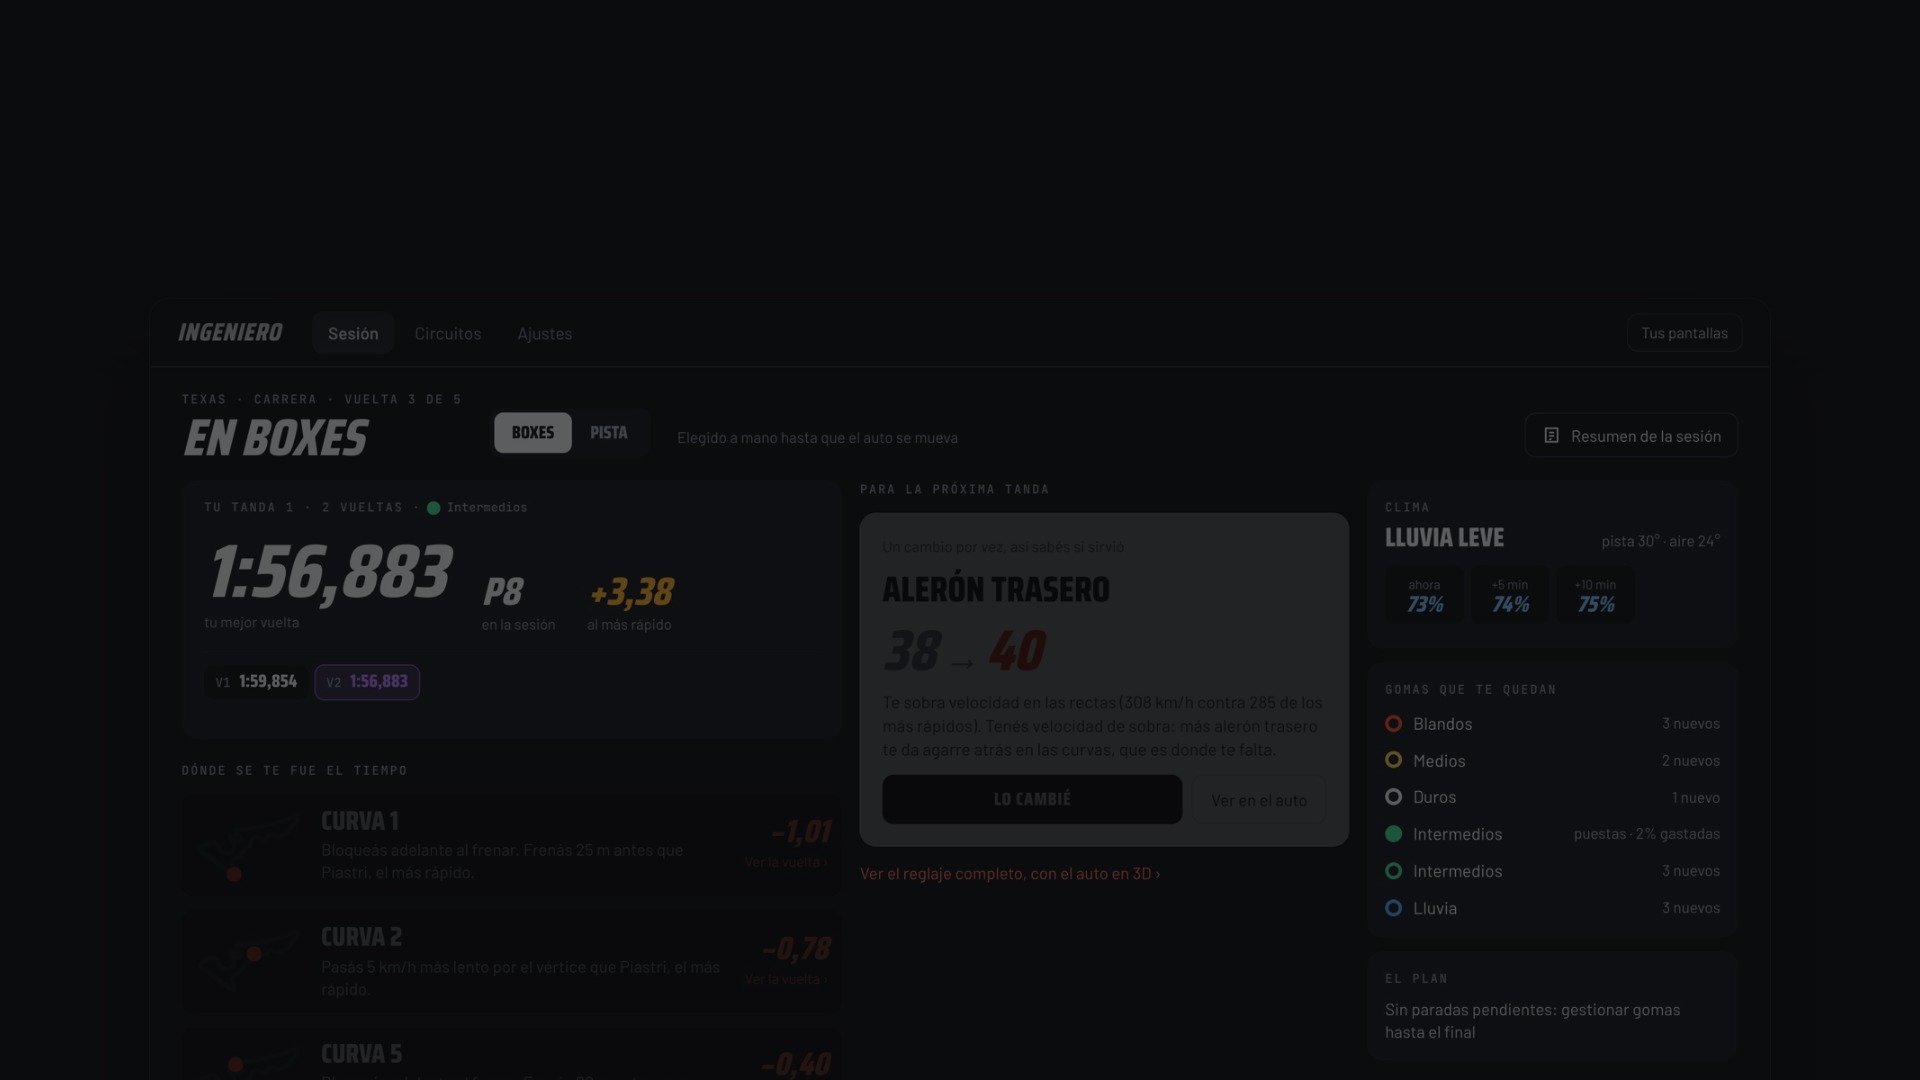 INGENIERO
Sesión
Circuitos
Ajustes
Tus pantallas
TEXAS · CARRERA · VUELTA 3 DE 5
EN BOXES
BOXES
PISTA
Elegido a mano hasta que el auto se mueva
Resumen de la sesión
TU TANDA 1 · 2 VUELTAS · Intermedios
1:56,883
tu mejor vuelta
P8
en la sesión
+3,38
al más rápido
V1 1:59,854
V2 1:56,883
DÓNDE SE TE FUE EL TIEMPO
CURVA 1
Bloqueás adelante al frenar. Frenás 25 m antes que
Piastri, el más rápido.
−1,01
Ver la vuelta ›
CURVA 2
Pasás 5 km/h más lento por el vértice que Piastri, el más
rápido.
−0,78
Ver la vuelta ›
CURVA 5
−0,40
PARA LA PRÓXIMA TANDA
Un cambio por vez, así sabés si sirvió
ALERÓN TRASERO
38 → 40
Te sobra velocidad en las rectas (308 km/h contra 285 de los
más rápidos). Tenés velocidad de sobra: más alerón trasero
te da agarre atrás en las curvas, que es donde te falta.
LO CAMBIÉ
Ver en el auto
Ver el reglaje completo, con el auto en 3D ›
CLIMA
LLUVIA LEVE
pista 30° · aire 24°
ahora
73%
+5 min
74%
+10 min
75%
GOMAS QUE TE QUEDAN
Blandos 3 nuevos
Medios 2 nuevos
Duros 1 nuevo
Intermedios puestas · 2% gastadas
Intermedios 3 nuevos
Lluvia 3 nuevos
EL PLAN
Sin paradas pendientes: gestionar gomas
hasta el final